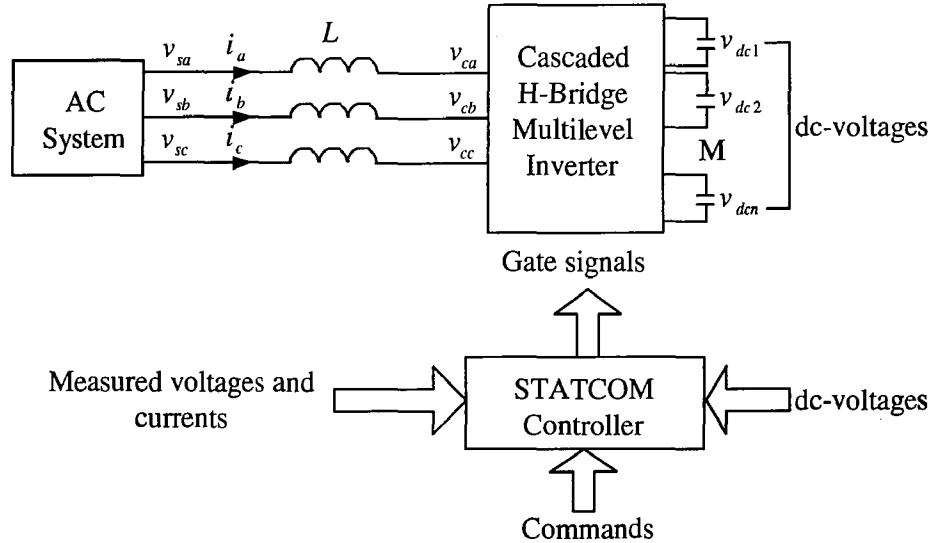 AC
System
v_sa
i_a
L
v_ca
v_sb
i_b
v_cb
v_sc
i_c
v_cc
Cascaded
H-Bridge
Multilevel
Inverter
v_dc1
v_dc2
M
v_dcn
dc-voltages
Gate signals
Measured voltages and
currents
STATCOM
Controller
dc-voltages
Commands